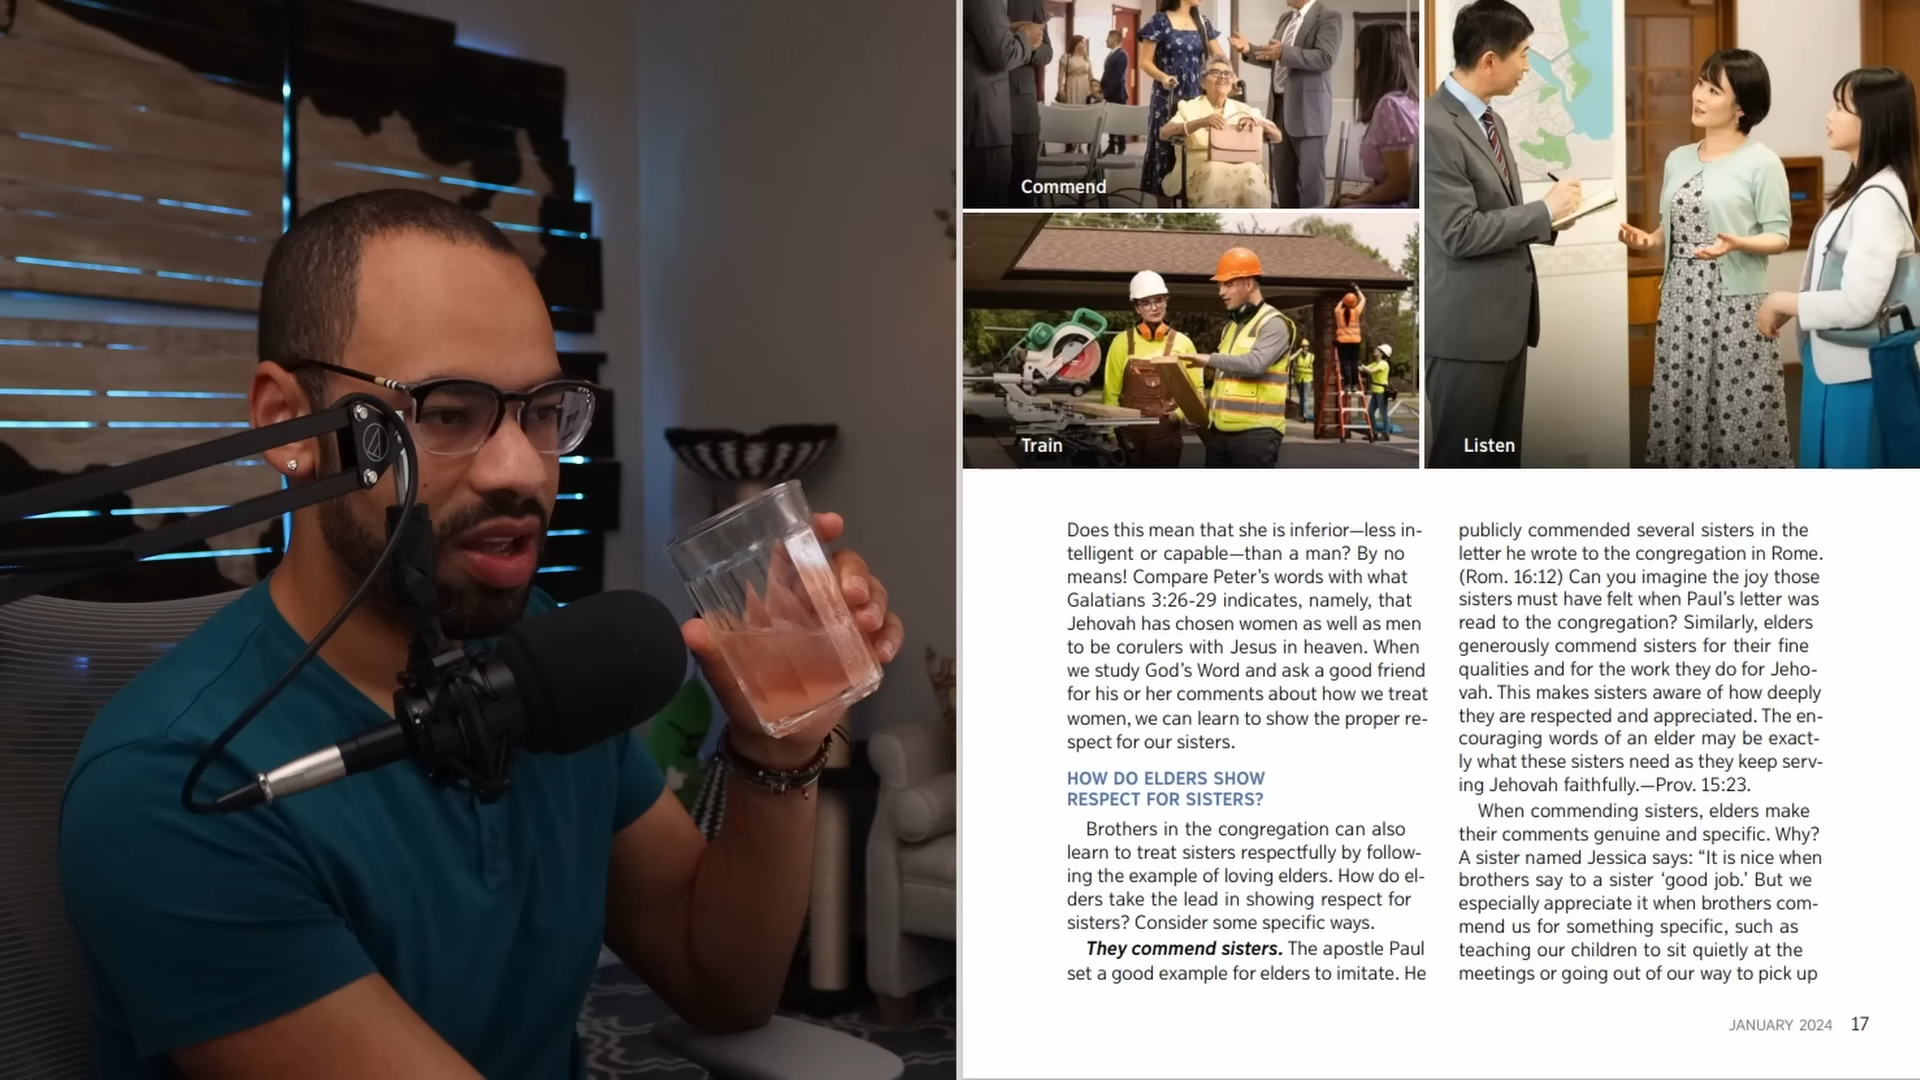 Commend
Train
Listen
Does this mean that she is inferior—less in-
telligent or capable—than a man? By no
means! Compare Peter’s words with what
Galatians 3:26-29 indicates, namely, that
Jehovah has chosen women as well as men
to be corulers with Jesus in heaven. When
we study God’s Word and ask a good friend
for his or her comments about how we treat
women, we can learn to show the proper re-
spect for our sisters.
HOW DO ELDERS SHOW
RESPECT FOR SISTERS?
Brothers in the congregation can also
learn to treat sisters respectfully by follow-
ing the example of loving elders. How do el-
ders take the lead in showing respect for
sisters? Consider some specific ways.
They commend sisters. The apostle Paul
set a good example for elders to imitate. He
publicly commended several sisters in the
letter he wrote to the congregation in Rome.
(Rom. 16:12) Can you imagine the joy those
sisters must have felt when Paul’s letter was
read to the congregation? Similarly, elders
generously commend sisters for their fine
qualities and for the work they do for Jeho-
vah. This makes sisters aware of how deeply
they are respected and appreciated. The en-
couraging words of an elder may be exact-
ly what these sisters need as they keep serv-
ing Jehovah faithfully.—Prov. 15:23.
When commending sisters, elders make
their comments genuine and specific. Why?
A sister named Jessica says: “It is nice when
brothers say to a sister ‘good job.’ But we
especially appreciate it when brothers com-
mend us for something specific, such as
teaching our children to sit quietly at the
meetings or going out of our way to pick up
JANUARY 2024 17